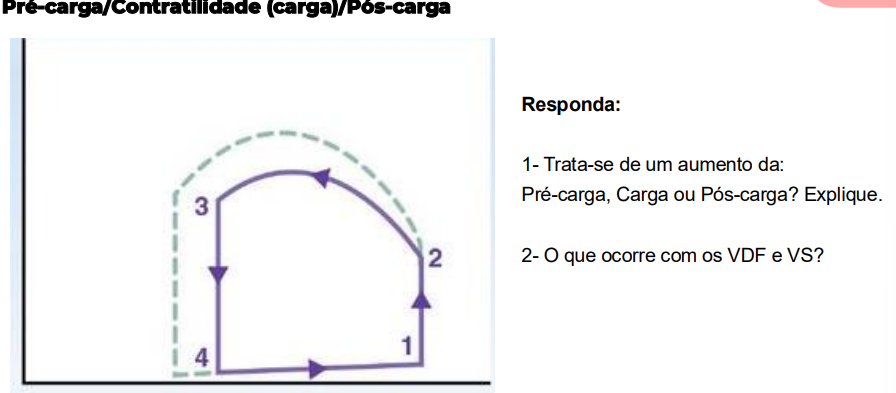 Pré-carga/Contratilidade (carga)/Pós-carga
Responda:
1- Trata-se de um aumento da:
Pré-carga, Carga ou Pós-carga? Explique.
2- O que ocorre com os VDF e VS?
3
2
1
4